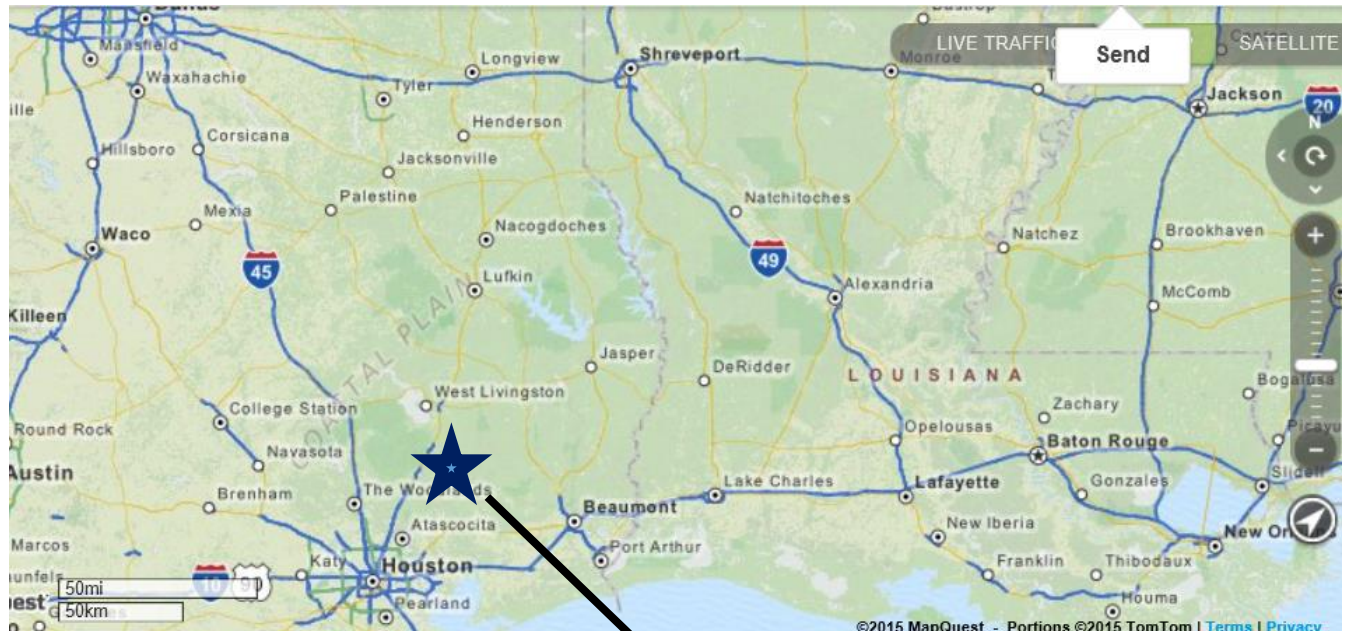 Mansfield
Waxahachie
Longview
Shreveport
Monroe
LIVE TRAFFIC
Send
SATELLITE
Tyler
Jackson
20
N
Henderson
Corsicana
Hillsboro
Jacksonville
Palestine
Natchitoches
Mexia
Waco
Nacogdoches
Natchez
Brookhaven
45
49
Lufkin
Alexandria
McComb
Killeen
COASTAL PLAIN
Jasper
DeRidder
LOUISIANA
Bogalusa
West Livingston
College Station
Zachary
Round Rock
Opelousas
Baton Rouge
Navasota
Austin
Slidell
The Woodlands
Lake Charles
Lafayette
Gonzales
Brenham
Beaumont
Atascocita
New Iberia
Marcos
Port Arthur
Katy
Houston
Franklin
Thibodaux
50mi
50km
10
Pearland
Houma
©2015 MapQuest - Portions ©2015 TomTom | Terms | Privacy